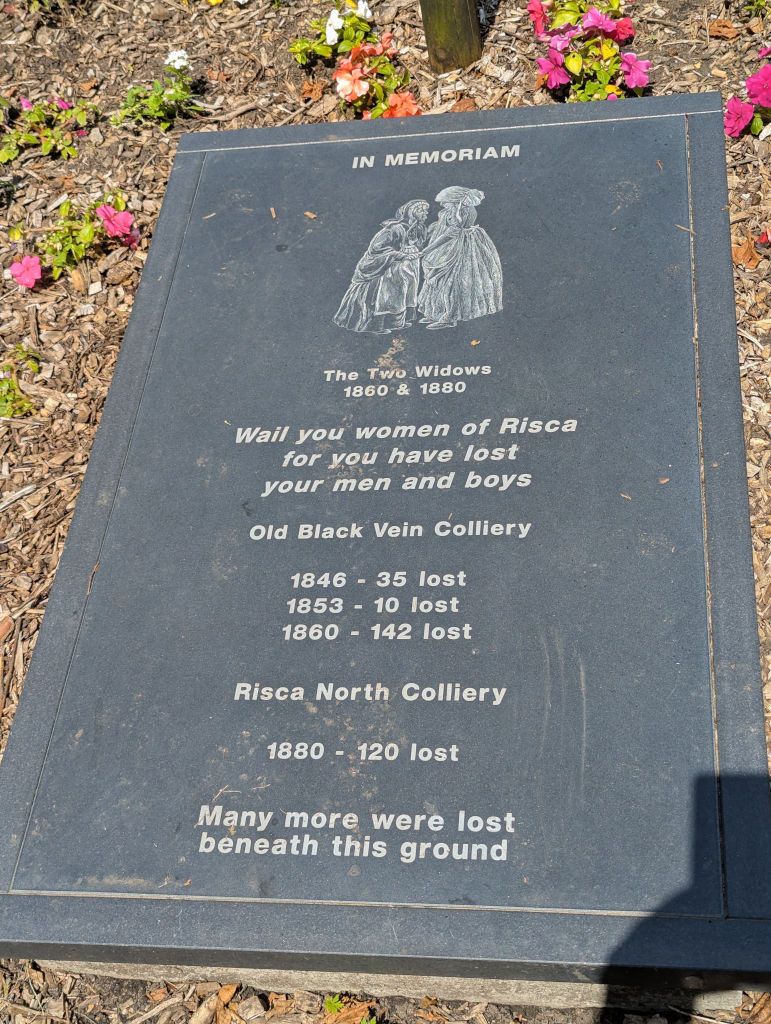 IN MEMORIAM
The Two Widows
1860 & 1880
Wail you women of Risca
for you have lost
your men and boys
Old Black Vein Colliery
1846 - 35 lost
1853 - 10 lost
1860 - 142 lost
Risca North Colliery
1880 - 120 lost
Many more were lost
beneath this ground